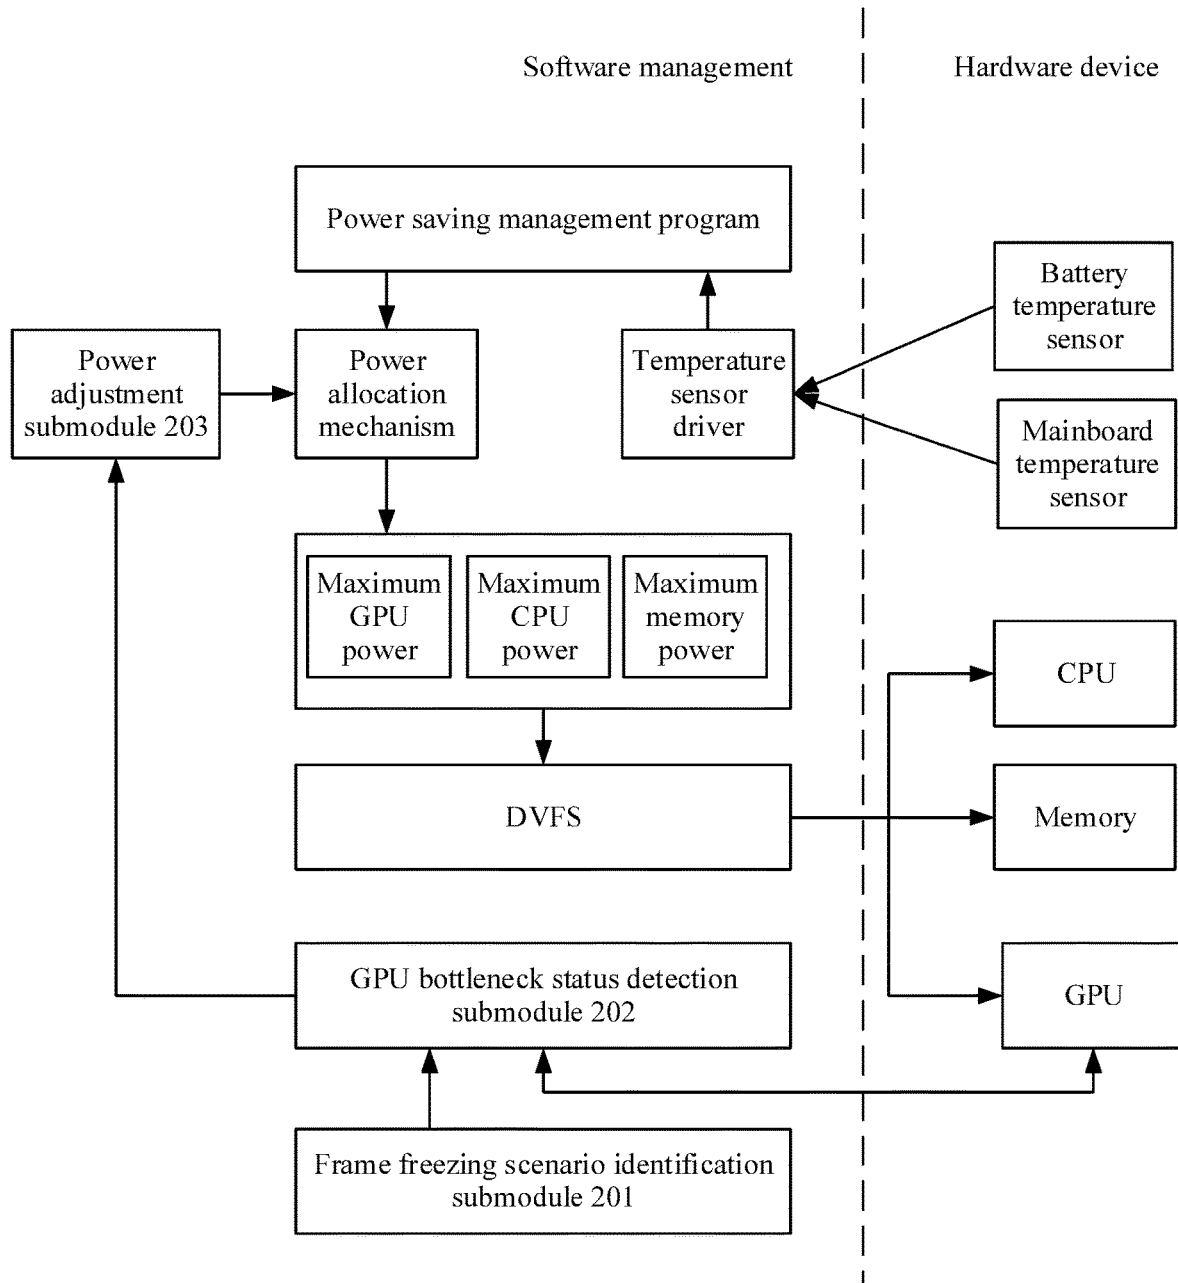 Software management
Hardware device
Power saving management program
Battery
temperature
sensor
Power
adjustment
submodule 203
Power
allocation
mechanism
Temperature
sensor
driver
Mainboard
temperature
sensor
Maximum
GPU
power
Maximum
CPU
power
Maximum
memory
power
CPU
DVFS
Memory
GPU bottleneck status detection
submodule 202
GPU
Frame freezing scenario identification
submodule 201